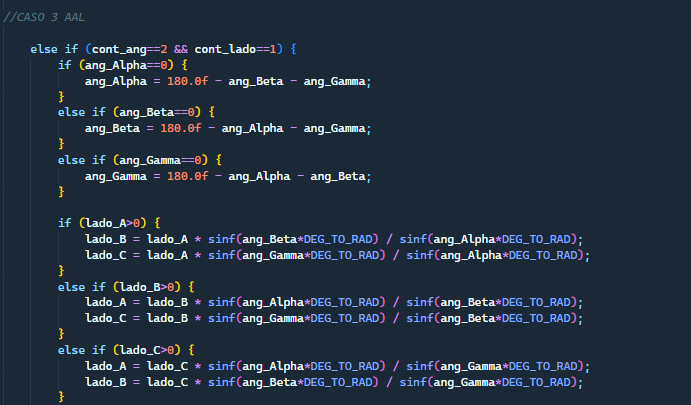 //CASO 3 AAL
else if (cont_ang==2 && cont_lado==1) {
if (ang_Alpha==0) {
ang_Alpha = 180.0f - ang_Beta - ang_Gamma;
}
else if (ang_Beta==0) {
ang_Beta = 180.0f - ang_Alpha - ang_Gamma;
}
else if (ang_Gamma==0) {
ang_Gamma = 180.0f - ang_Alpha - ang_Beta;
}
if (lado_A>0) {
lado_B = lado_A * sinf(ang_Beta*DEG_TO_RAD) / sinf(ang_Alpha*DEG_TO_RAD);
lado_C = lado_A * sinf(ang_Gamma*DEG_TO_RAD) / sinf(ang_Alpha*DEG_TO_RAD);
}
else if (lado_B>0) {
lado_A = lado_B * sinf(ang_Alpha*DEG_TO_RAD) / sinf(ang_Beta*DEG_TO_RAD);
lado_C = lado_B * sinf(ang_Gamma*DEG_TO_RAD) / sinf(ang_Beta*DEG_TO_RAD);
}
else if (lado_C>0) {
lado_A = lado_C * sinf(ang_Alpha*DEG_TO_RAD) / sinf(ang_Gamma*DEG_TO_RAD);
lado_B = lado_C * sinf(ang_Beta*DEG_TO_RAD) / sinf(ang_Gamma*DEG_TO_RAD);
}